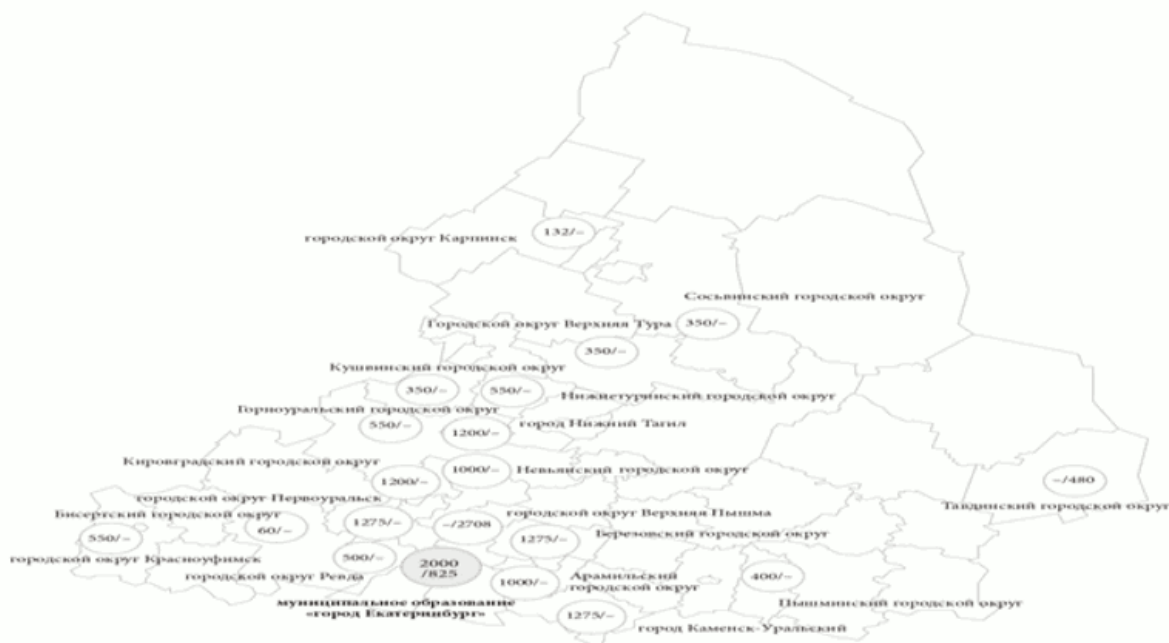 городской округ Карпинск
132/–
Сосьвинский городской округ
Городской округ Верхняя Тура
350/–
350/–
Кушвинский городской округ
350/–
550/–
Нижнетуринский городской округ
Горноуральский городской округ
550/–
1200/–
город Нижний Тагил
Кировградский городской округ
1200/–
1000/–
Невьянский городской округ
–/480
Тавдинский городской округ
городской округ Первоуральск
Бисертский городской округ
550/–
60/–
1275/–
–/2708
городской округ Верхняя Пышма
1275/–
Березовский городской округ
городской округ Красноуфимск
500/–
городской округ Ревда
2000
/825
1000/–
Арамильский
городской округ
400/–
Пышминский городской округ
муниципальное образование
«город Екатеринбург»
1275/–
город Каменск-Уральский